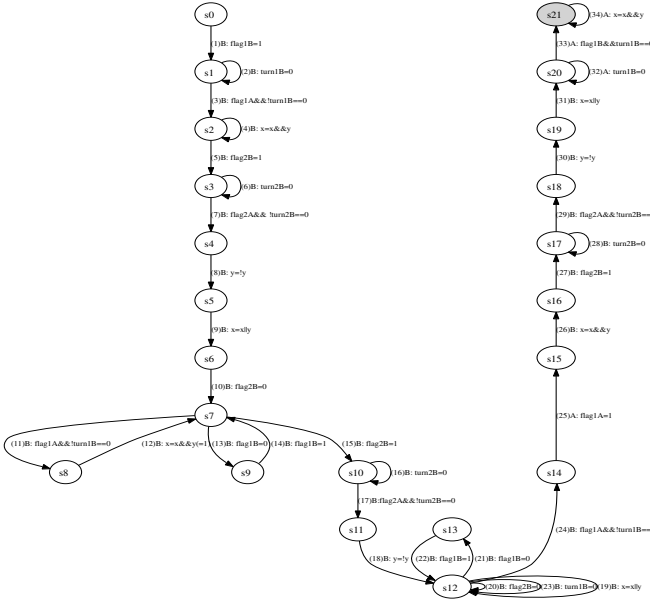 s0
(1)B: flag1B=1
s1
(2)B: turn1B=0
(3)B: flag1A&&!turn1B==0
s2
(4)B: x=x&&y
(5)B: flag2B=1
s3
(6)B: turn2B=0
(7)B: flag2A&& !turn2B==0
s4
(8)B: y=!y
s5
(9)B: x=x||y
s6
(10)B: flag2B=0
s7
(11)B: flag1A&&!turn1B==0
(12)B: x=x&&y(=1)
(13)B: flag1B=0
(14)B: flag1B=1
(15)B: flag2B=1
s8
s9
s10
(16)B: turn2B=0
(17)B:flag2A&&!turn2B==0
s11
s13
(18)B: y=!y
(22)B: flag1B=1
(21)B: flag1B=0
s12
(20)B: flag2B=0
(23)B: turn1B=0
(19)B: x=x||y
(24)B: flag1A&&!turn1B==
s14
(25)A: flag1A=1
s15
(26)B: x=x&&y
s16
(27)B: flag2B=1
s17
(28)B: turn2B=0
(29)B: flag2A&&!turn2B==
s18
(30)B: y=!y
s19
(31)B: x=x||y
s20
(32)A: turn1B=0
(33)A: flag1B&&turn1B==
s21
(34)A: x=x&&y